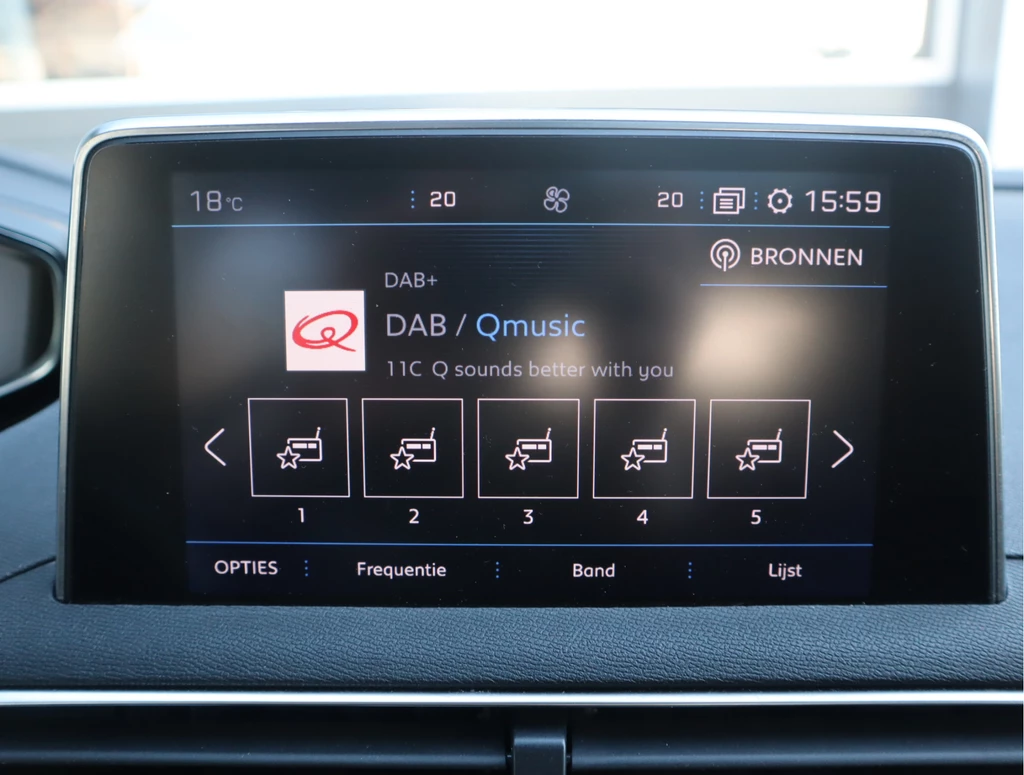 18°C 20 20 15:59
BRONNEN
DAB+
Q
DAB / Qmusic
11C Q sounds better with you
1 2 3 4 5
OPTIES Frequentie Band Lijst